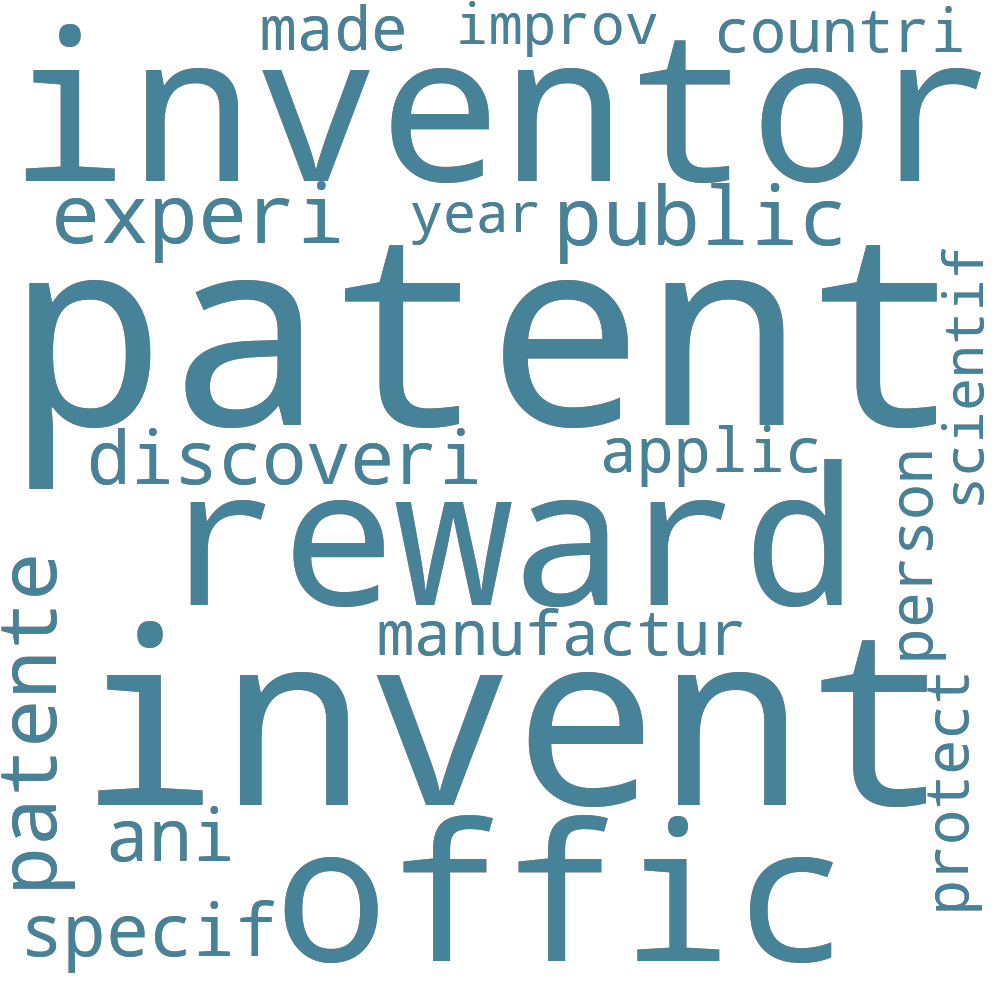 made improv countri
inventor
experi year public
patent
scientif
discoveri applic
reward
person
manufactur
patente
invent
protect
ani
offic
specif